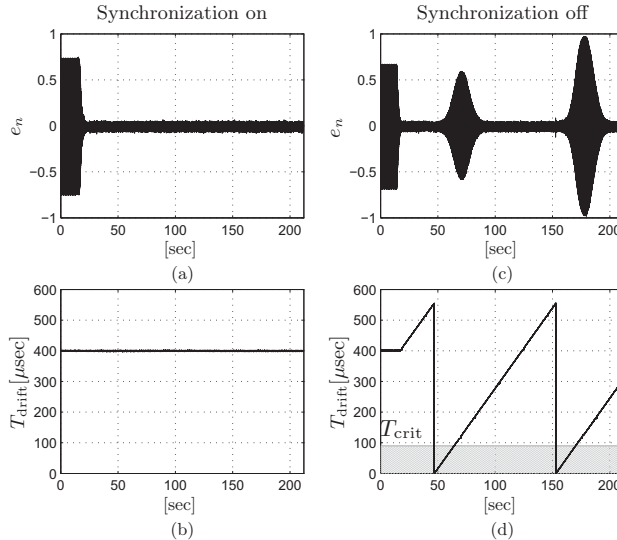 Synchronization on
1
0.5
0
−0.5
−1
e_n
0 50 100 150 200
[sec]
(a)
Synchronization off
1
0.5
0
−0.5
−1
e_n
0 50 100 150 200
[sec]
(c)
600
500
400
300
200
100
0
T_drift[μsec]
0 50 100 150 200
[sec]
(b)
600
500
400
300
200
100
0
T_drift[μsec]
T_crit
0 50 100 150 200
[sec]
(d)